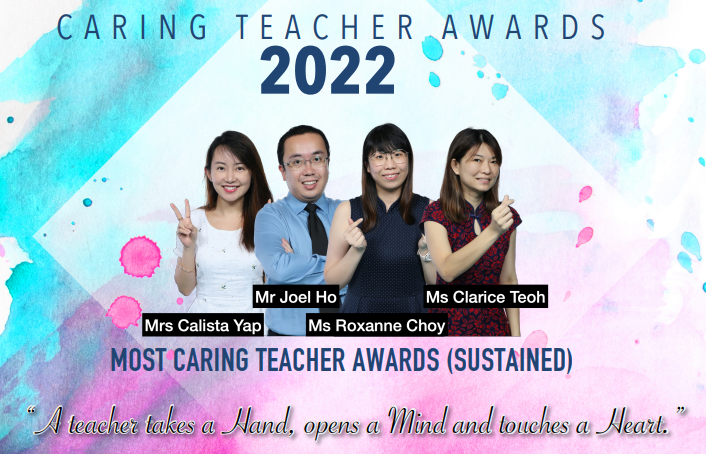 CARING TEACHER AWARDS
2022
Mr Joel Ho
Ms Clarice Teoh
Mrs Calista Yap
Ms Roxanne Choy
MOST CARING TEACHER AWARDS (SUSTAINED)
“A teacher takes a Hand, opens a Mind and touches a Heart.”